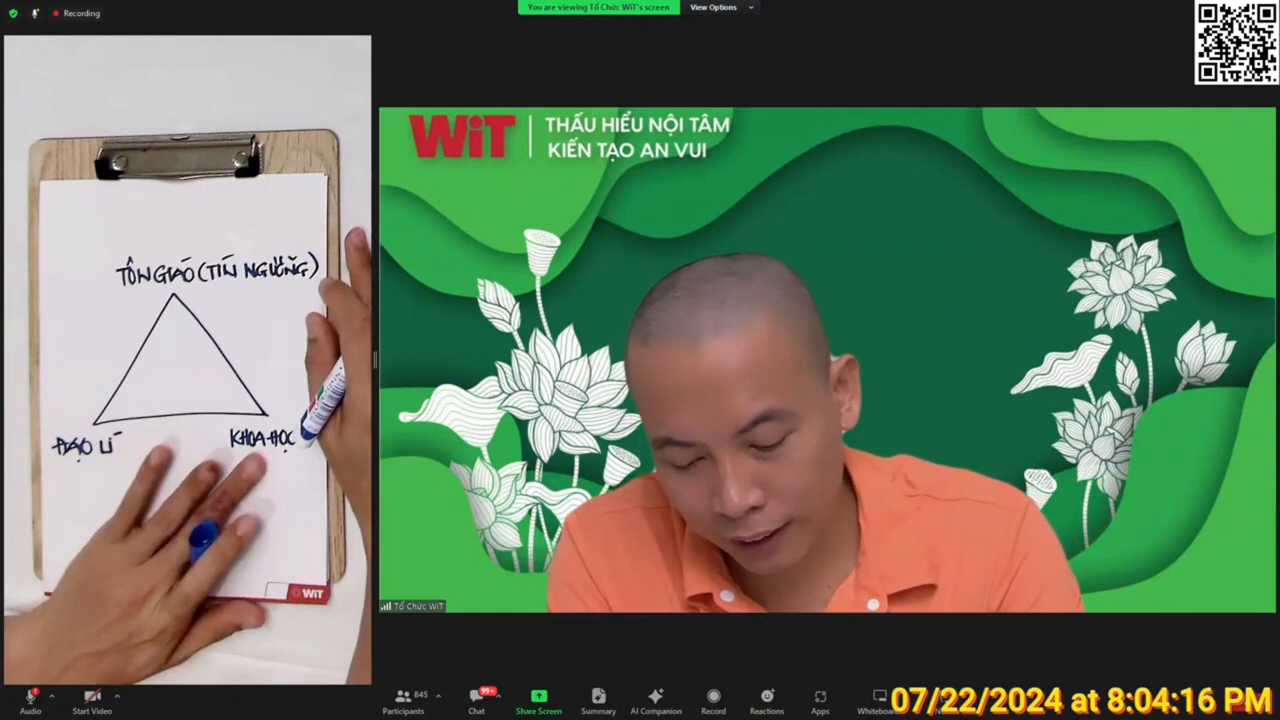 Recording
You are viewing Tổ Chức WiT's screen
View Options
WiT
THẤU HIỂU NỘI TÂM
KIẾN TẠO AN VUI
TÔN GIÁO (TÍN NGƯỠNG)
ĐẠO LÍ
KHOA HỌC
WiT
Tổ Chức WiT
Audio
Start Video
845
Participants
99+
Chat
Share Screen
Summary
AI Companion
Record
Reactions
Apps
Whiteboards
07/22/2024 at 8:04:16 PM